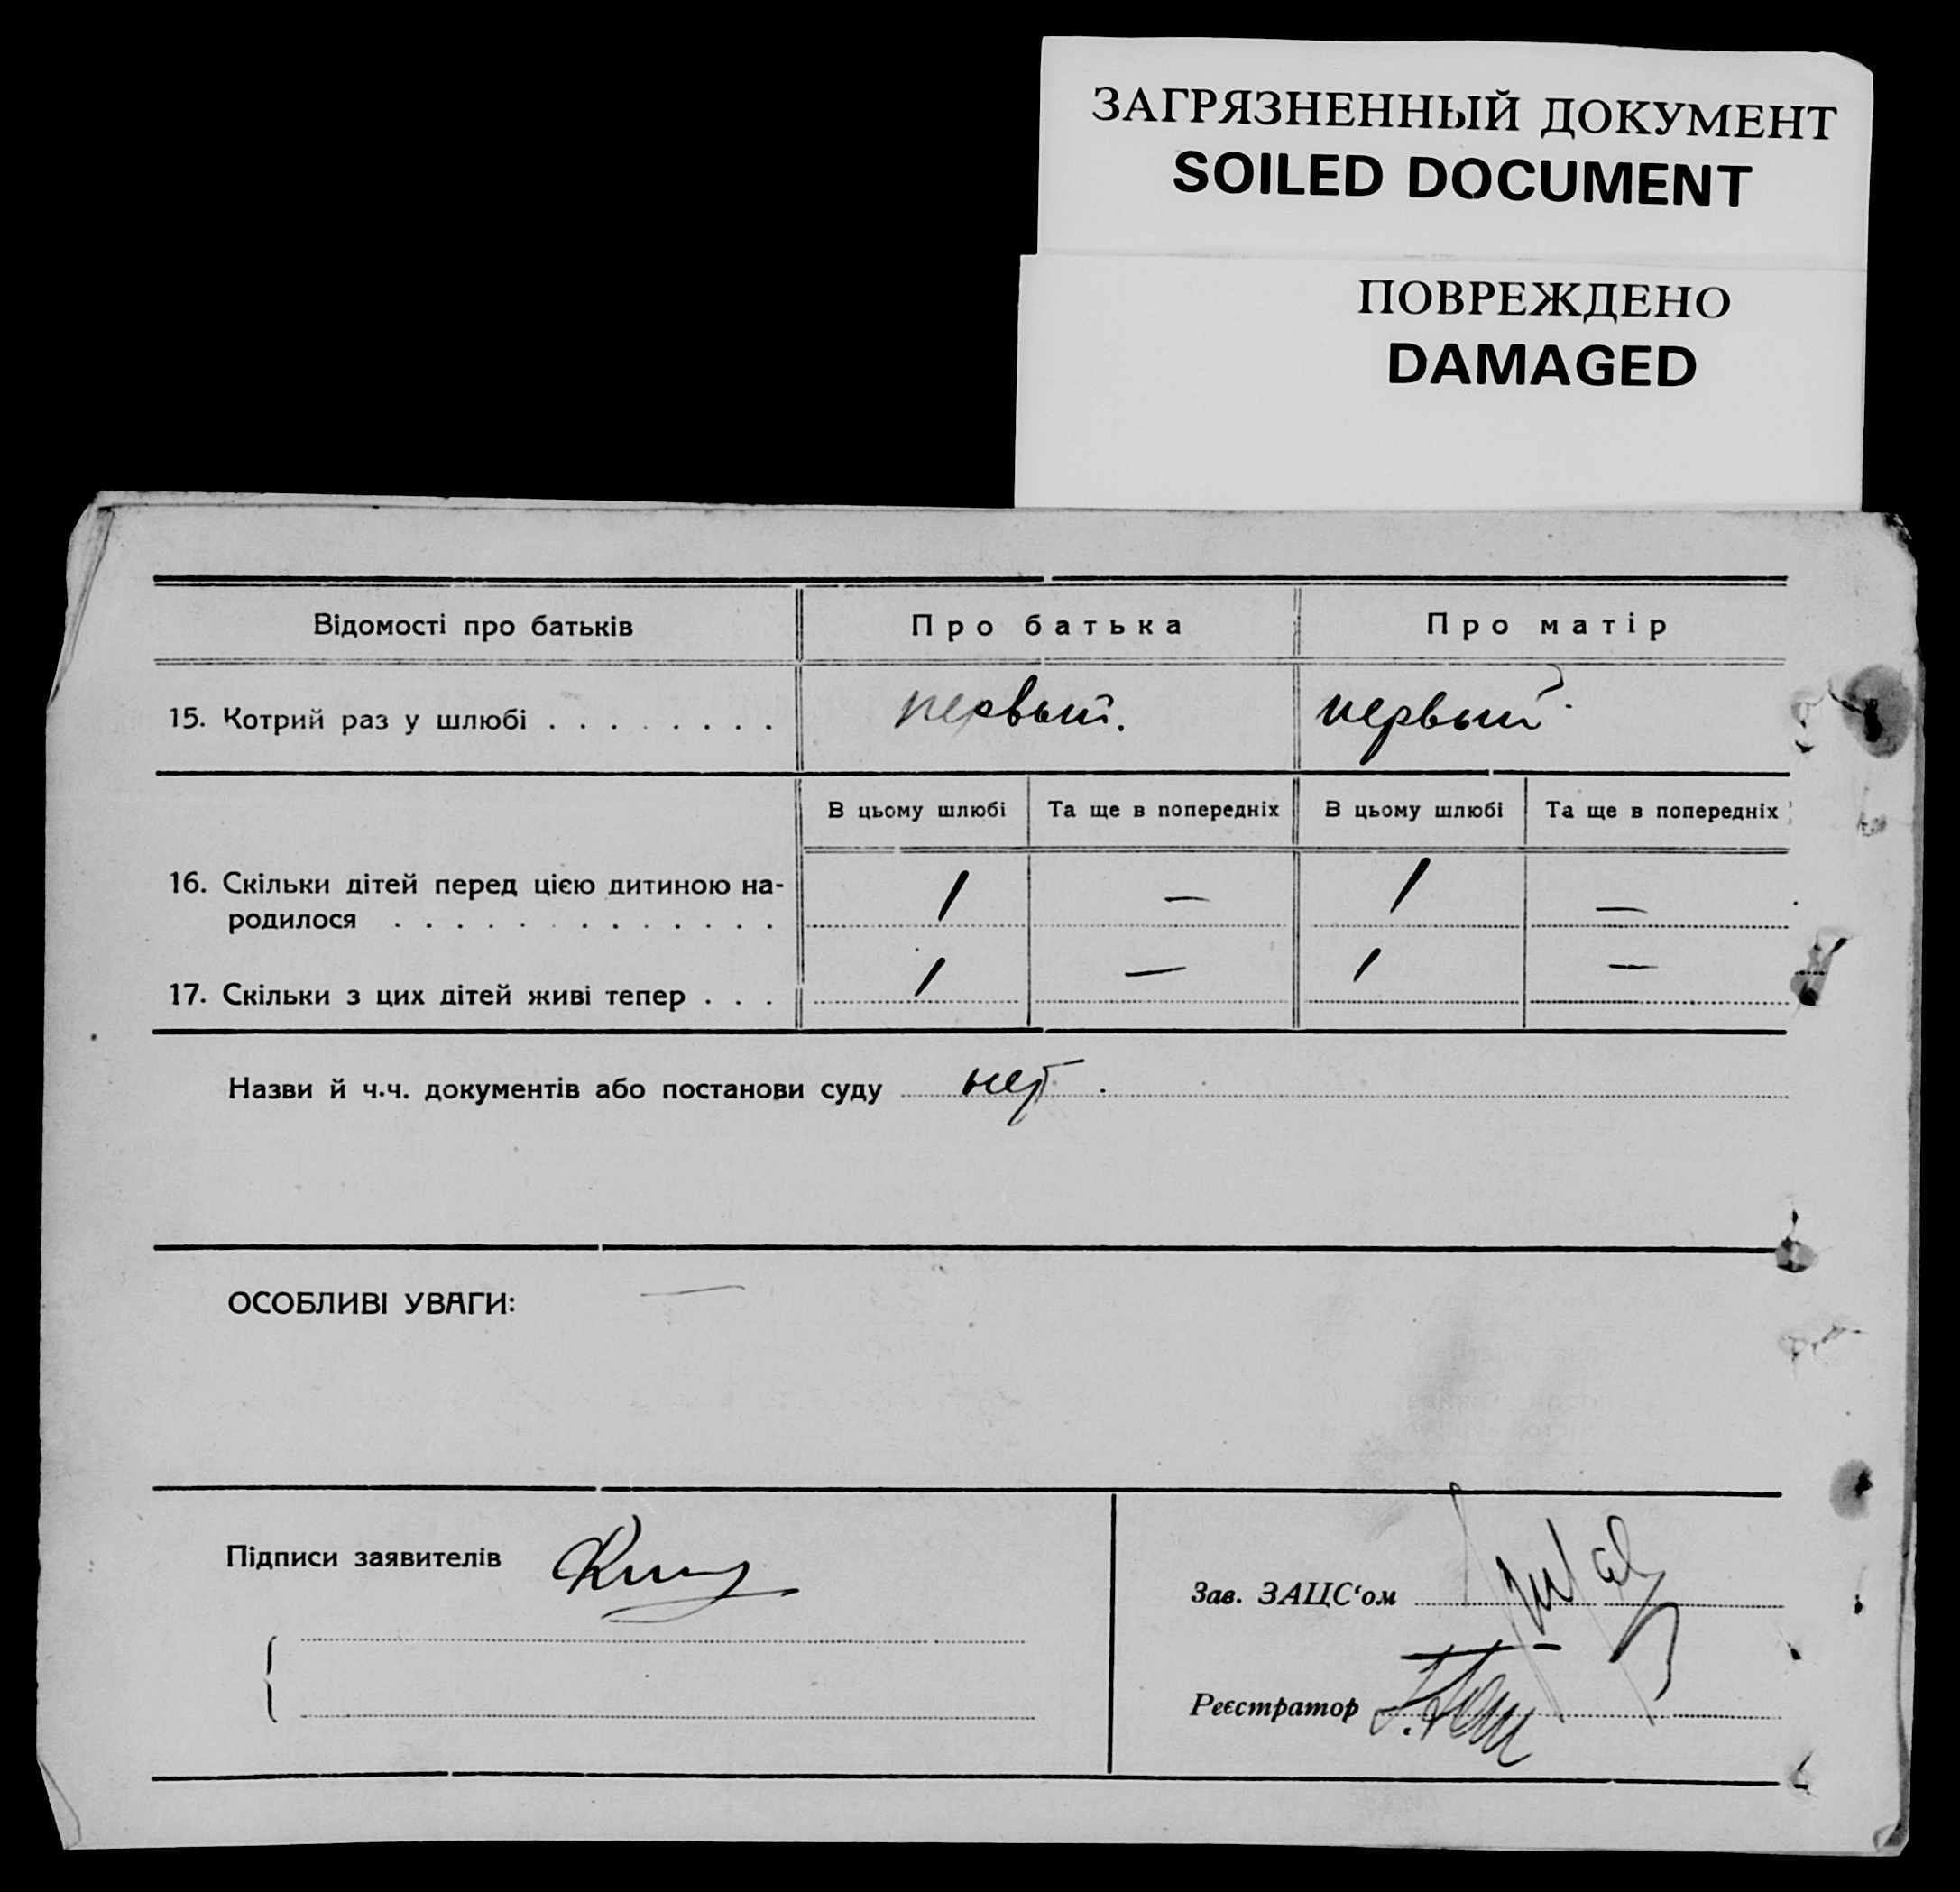 ЗАГРЯЗНЕННЫЙ ДОКУМЕНТ
SOILED DOCUMENT
ПОВРЕЖДЕНО
DAMAGED
Відомості про батьків Про батька Про матір
15. Котрий раз у шлюбі . . . . . . . . первый. первый.
В цьому шлюбі Та ще в попередніх В цьому шлюбі Та ще в попередніх
16. Скільки дітей перед цією дитиною на-
родилося . . . . . . . . . . . . . 1 — 1 —
17. Скільки з цих дітей живі тепер . . . 1 — 1 —
Назви й ч.ч. документів або постанови суду нет.
ОСОБЛИВІ УВАГИ: —
Підписи заявителів
Зав. ЗАЦС‘ом
Реєстратор